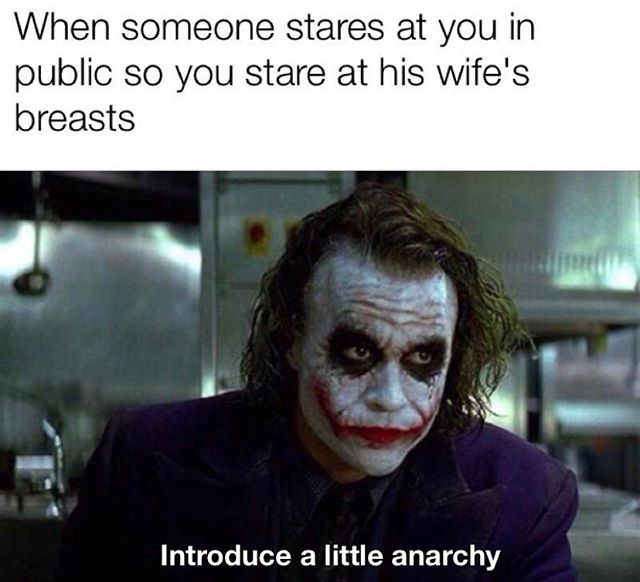 When someone stares at you in
public so you stare at his wife's
breasts
Introduce a little anarchy